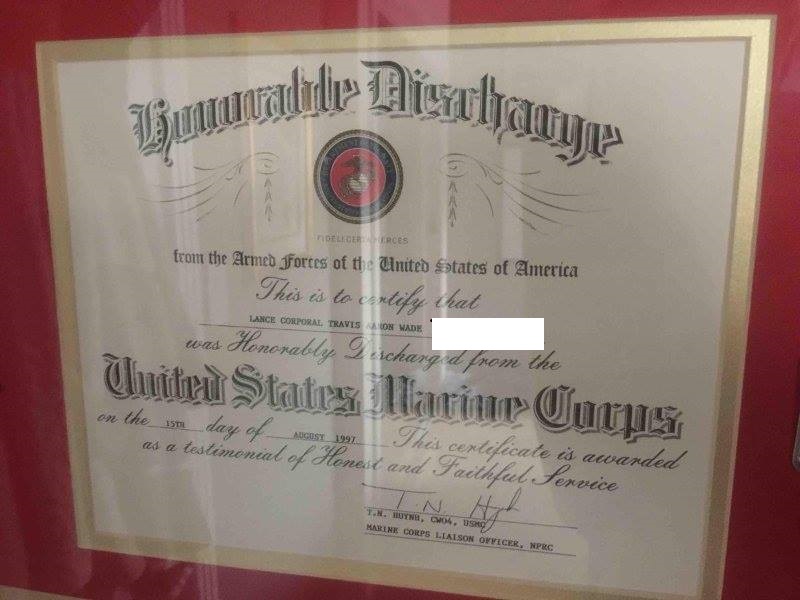 Honorable Discharge
FIDELI CERTA MERCES
from the Armed Forces of the United States of America
This is to certify that
LANCE CORPORAL TRAVIS AARON WADE
was Honorably Discharged from the
United States Marine Corps
on the 15TH day of AUGUST 1997 This certificate is awarded
as a testimonial of Honest and Faithful Service
T.N. Huynh
T.N. HUYNH, CWO4, USMC
MARINE CORPS LIAISON OFFICER, NPRC